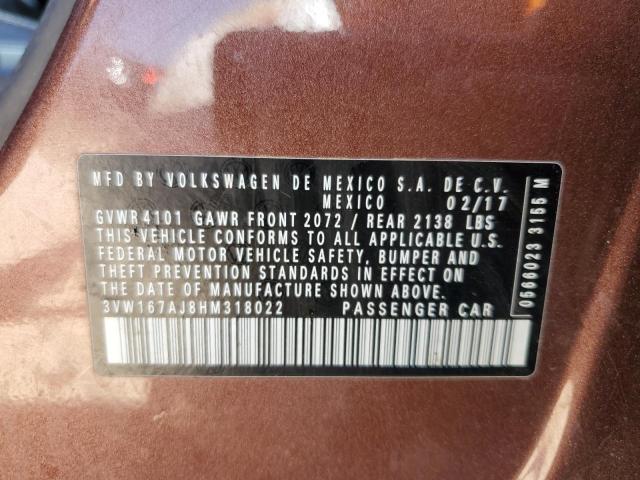 MFD BY VOLKSWAGEN DE MEXICO S.A. DE C.V.
MEXICO 02/17
GVWR 4101 GAWR FRONT 2072 / REAR 2138 LBS
THIS VEHICLE CONFORMS TO ALL APPLICABLE U.S.
FEDERAL MOTOR VEHICLE SAFETY, BUMPER AND
THEFT PREVENTION STANDARDS IN EFFECT ON
THE DATE OF MANUFACTURE SHOWN ABOVE.
3VW167AJ8HM318022 PASSENGER CAR
0560023 3156 M